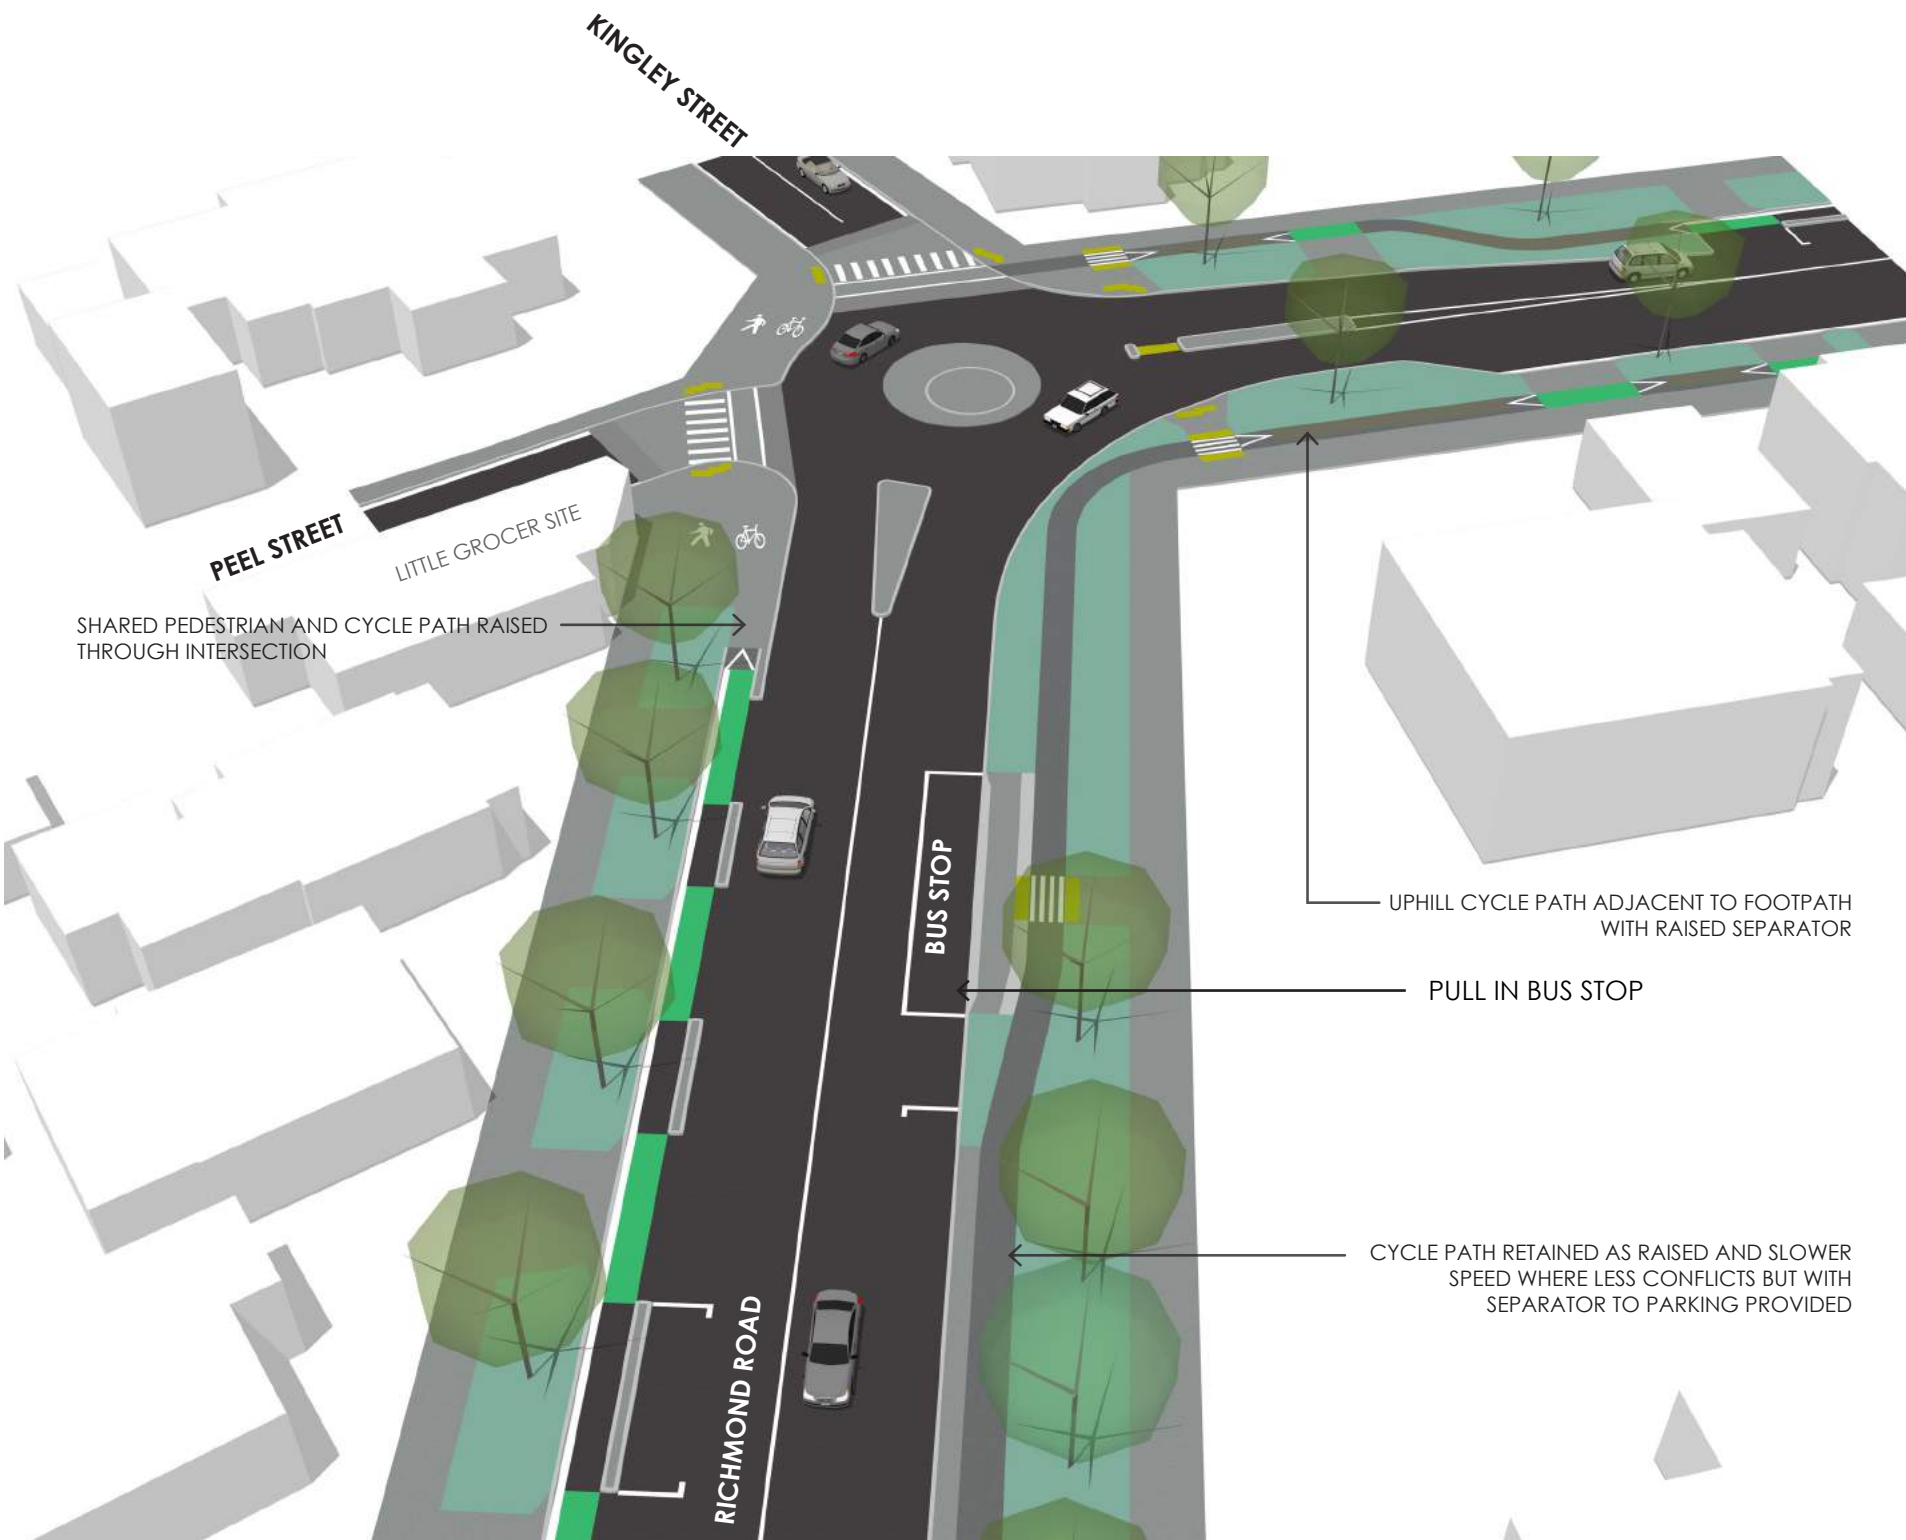 KINGLEY STREET
PEEL STREET
LITTLE GROCER SITE
SHARED PEDESTRIAN AND CYCLE PATH RAISED
THROUGH INTERSECTION
BUS STOP
UPHILL CYCLE PATH ADJACENT TO FOOTPATH
WITH RAISED SEPARATOR
PULL IN BUS STOP
CYCLE PATH RETAINED AS RAISED AND SLOWER
SPEED WHERE LESS CONFLICTS BUT WITH
SEPARATOR TO PARKING PROVIDED
RICHMOND ROAD